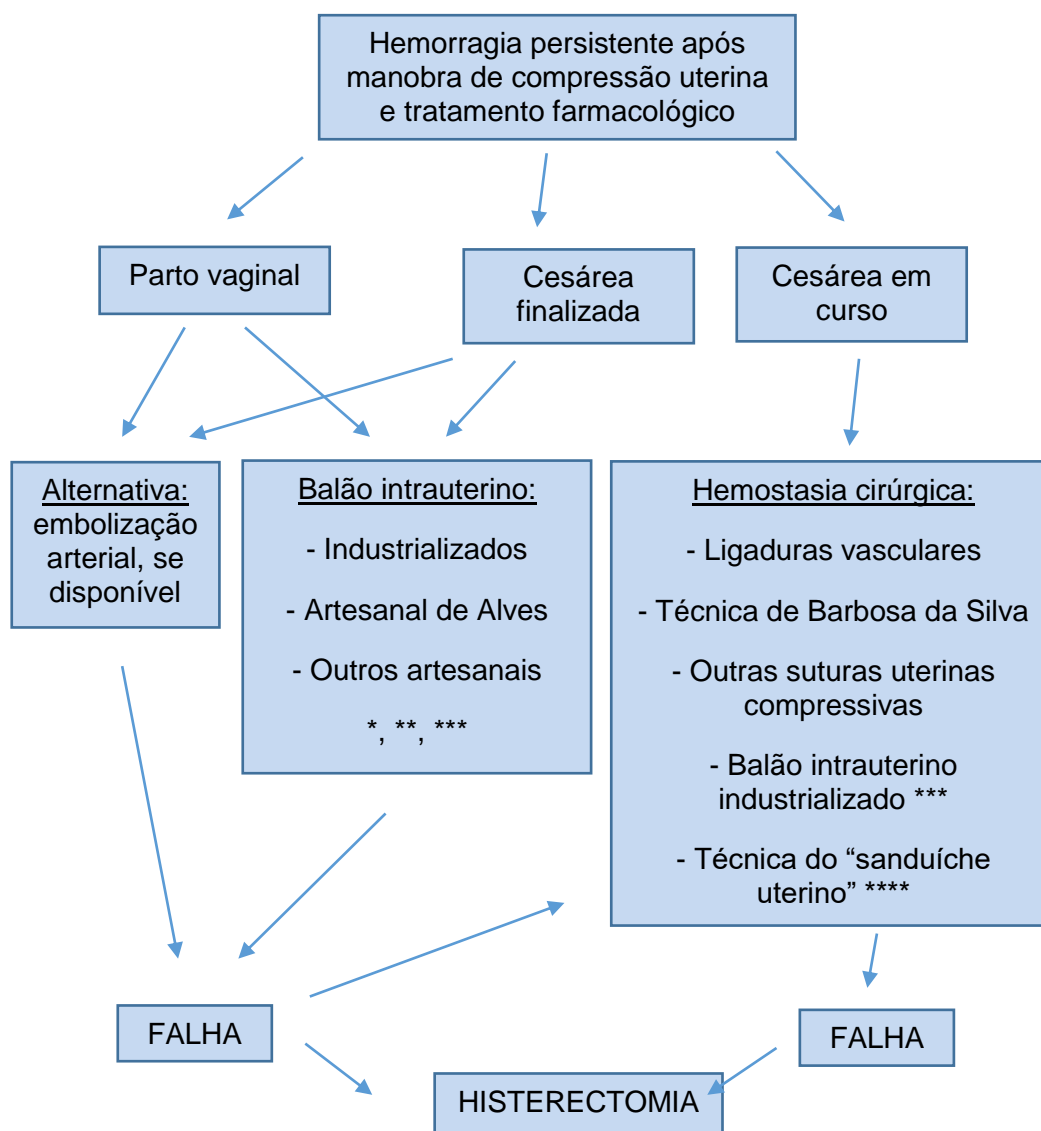 Hemorragia persistente após
manobra de compressão uterina
e tratamento farmacológico
Parto vaginal
Cesárea
finalizada
Cesárea em
curso
Alternativa:
embolização
arterial, se
disponível
Balão intrauterino:
- Industrializados
- Artesanal de Alves
- Outros artesanais
*, **, ***
Hemostasia cirúrgica:
- Ligaduras vasculares
- Técnica de Barbosa da Silva
- Outras suturas uterinas
compressivas
- Balão intrauterino
industrializado ***
- Técnica do “sanduíche
uterino” ****
FALHA
FALHA
HISTERECTOMIA